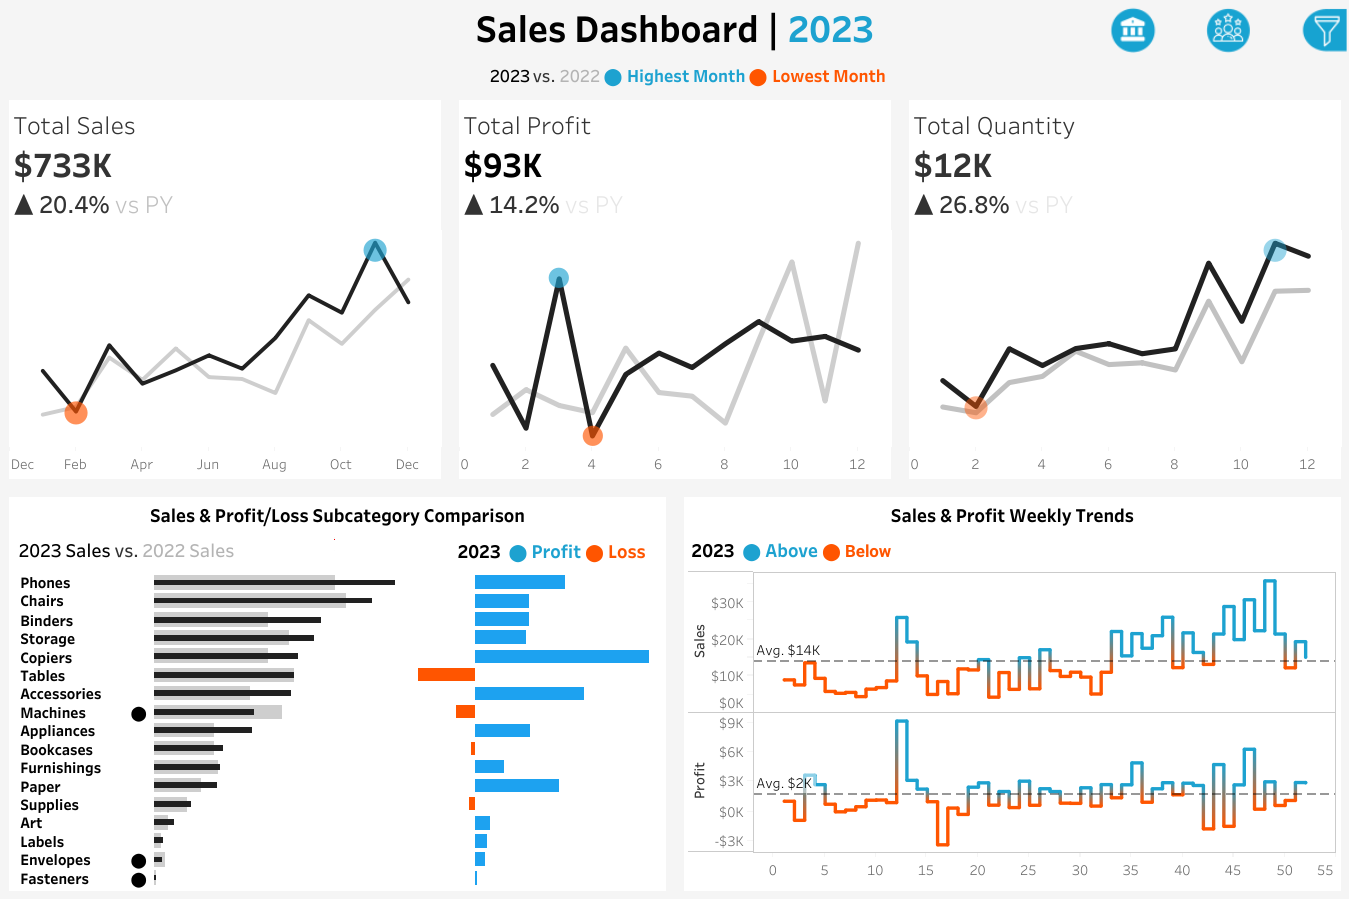 Sales Dashboard | 2023
2023 vs. 2022 Highest Month Lowest Month
Total Sales
$733K
▲ 20.4% vs PY
Dec Feb Apr Jun Aug Oct Dec
Total Profit
$93K
▲ 14.2% vs PY
0 2 4 6 8 10 12
Total Quantity
$12K
▲ 26.8% vs PY
0 2 4 6 8 10 12
Sales & Profit/Loss Subcategory Comparison
2023 Sales vs. 2022 Sales
2023 Profit Loss
Phones
Chairs
Binders
Storage
Copiers
Tables
Accessories
Machines
Appliances
Bookcases
Furnishings
Paper
Supplies
Art
Labels
Envelopes
Fasteners
Sales & Profit Weekly Trends
2023 Above Below
Sales
$30K
$20K
Avg. $14K
$10K
$0K
Profit
$9K
$6K
$3K
Avg. $2K
$0K
-$3K
0 5 10 15 20 25 30 35 40 45 50 55